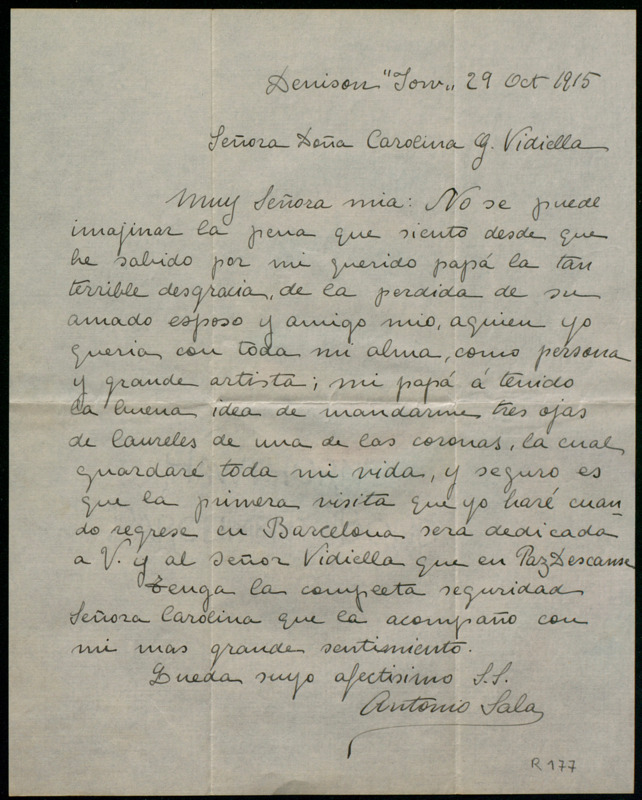 Denison "Iow" 29 Oct 1915
Señora Doña Carolina G. Vidiella
Muy Señora mia: No se puede
imajinar la pena que siento desde que
he sabido por mi querido papá la tan
terrible desgracia, de la perdida de su
amado esposo y amigo mio, aquien yo
queria con toda mi alma, como persona
y grande artista; mi papá á tenido
la buena idea de mandarme tres ojas
de laureles de una de las coronas, la cual
guardaré toda mi vida, y seguro es
que la primera visita que yo haré cuan-
do regrese en Barcelona sera dedicada
a V. y al señor Vidiella que en Paz Descanse
Tenga la compleeta seguridad
Señora Carolina que la acompaño con
mi mas grande sentimiento.
Queda suyo afectisimo S.S.
Antonio Sala
R 177